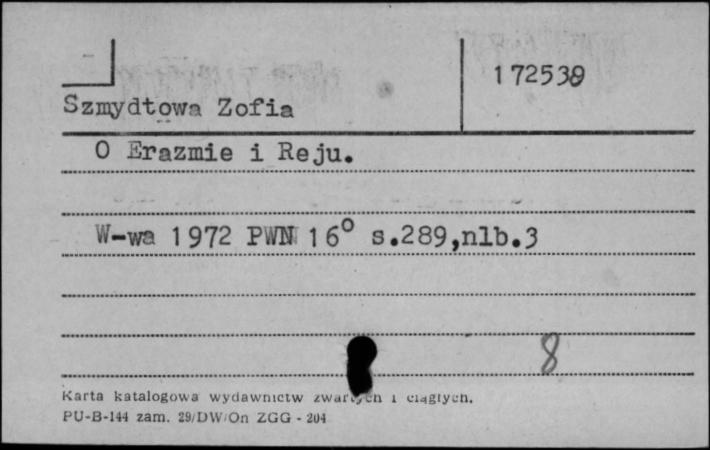 172539
Szmydtowa Zofia
O Erazmie i Reju.
W-wa 1972 PWN 16° s.289,nlb.3
8
Karta katalogowa wydawnictw zwartych i ciągłych.
PU-B-144 zam. 29/DW/On ZGG - 204